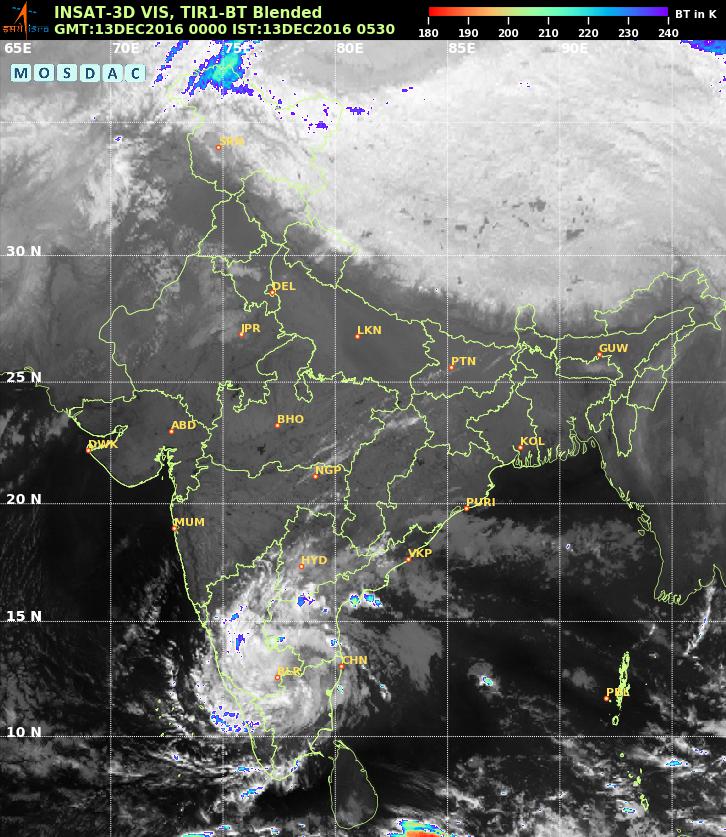 INSAT-3D VIS, TIR1-BT Blended
GMT:13DEC2016 0000 IST:13DEC2016 0530
BT in K
180 190 200 210 220 230 240
65E 70E 75E 80E 85E 90E
MOSDAC
SRN
30 N
DEL
JPR
LKN
GUW
PTN
25 N
ABD
BHO
DWK
KOL
NGP
20 N
PURI
MUM
VKP
HYD
15 N
CHN
BLR
10 N